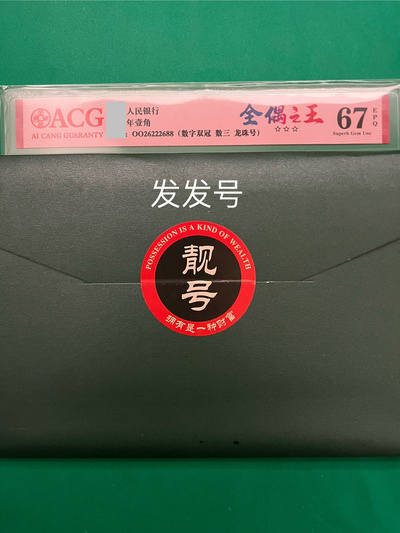 ACG
AI CANG GUARANTY
人民银行
年壹角
: OO26222688 (数字双冠 数三 龙珠号)
全偶之王
☆☆☆
67 EPQ
Superb Gem Unc
发发号
POSSESSION IS A KIND OF WEALTH
靓号
拥有是一种财富